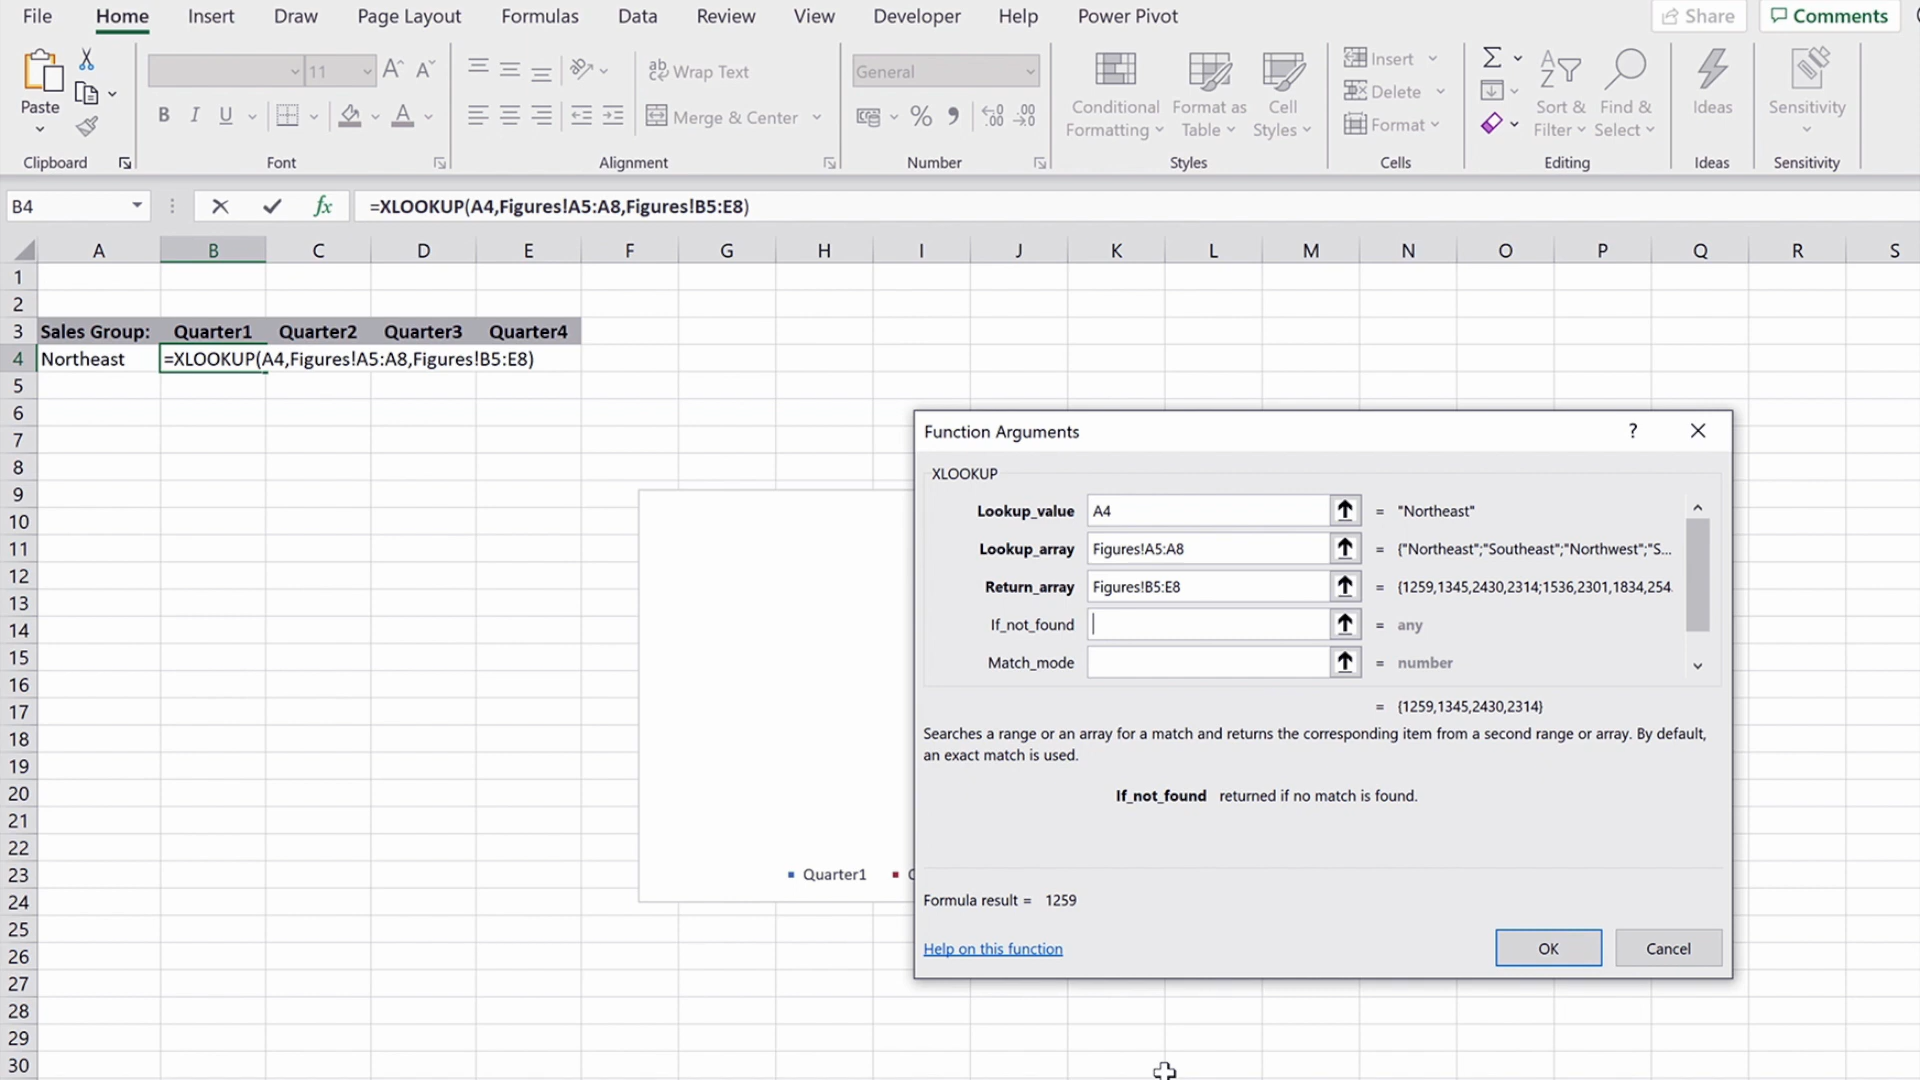 File Home Insert Draw Page Layout Formulas Data Review View Developer Help Power Pivot Share Comments
11 ab Wrap Text General Insert Conditional Format as Cell Sort & Find & Ideas Sensitivity
Paste B I U Merge & Center % Delete Formatting Table Styles Filter Select
Format
Clipboard Font Alignment Number Styles Cells Editing Ideas Sensitivity
B4 fx =XLOOKUP(A4,Figures!A5:A8,Figures!B5:E8)
A B C D E F G H I J K L M N O P Q R S
1
2
3 Sales Group: Quarter1 Quarter2 Quarter3 Quarter4
4 Northeast =XLOOKUP(A4,Figures!A5:A8,Figures!B5:E8)
5
6
7
8
9
10
11
12
13
14
15
16
17
18
19
20
21
22
23 Quarter1
24
25
26
27
28
29
30
Function Arguments ? 
XLOOKUP
Lookup_value A4 = "Northeast"
Lookup_array Figures!A5:A8 = {"Northeast";"Southeast";"Northwest";"S...
Return_array Figures!B5:E8 = {1259,1345,2430,2314;1536,2301,1834,254
If_not_found = any
Match_mode = number
= {1259,1345,2430,2314}
Searches a range or an array for a match and returns the corresponding item from a second range or array. By default,
an exact match is used.
If_not_found returned if no match is found.
Formula result = 1259
Help on this function OK Cancel